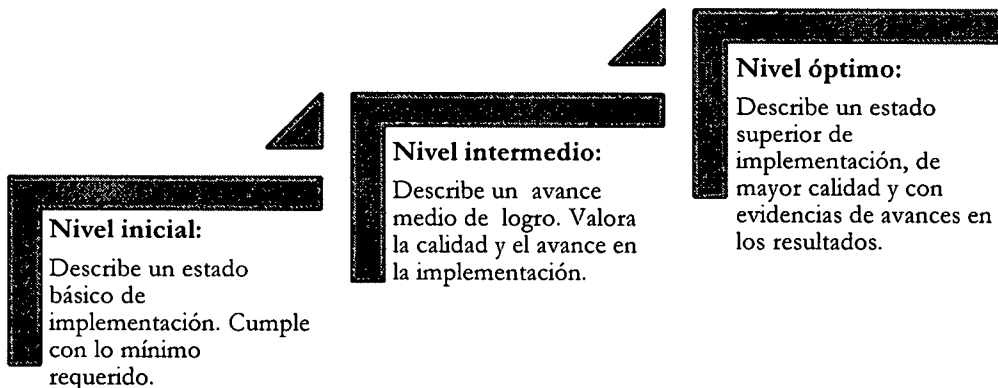 Nivel inicial:
Describe un estado
básico de
implementación. Cumple
con lo mínimo
requerido.
Nivel intermedio:
Describe un avance
medio de logro. Valora
la calidad y el avance en
la implementación.
Nivel óptimo:
Describe un estado
superior de
implementación, de
mayor calidad y con
evidencias de avances en
los resultados.